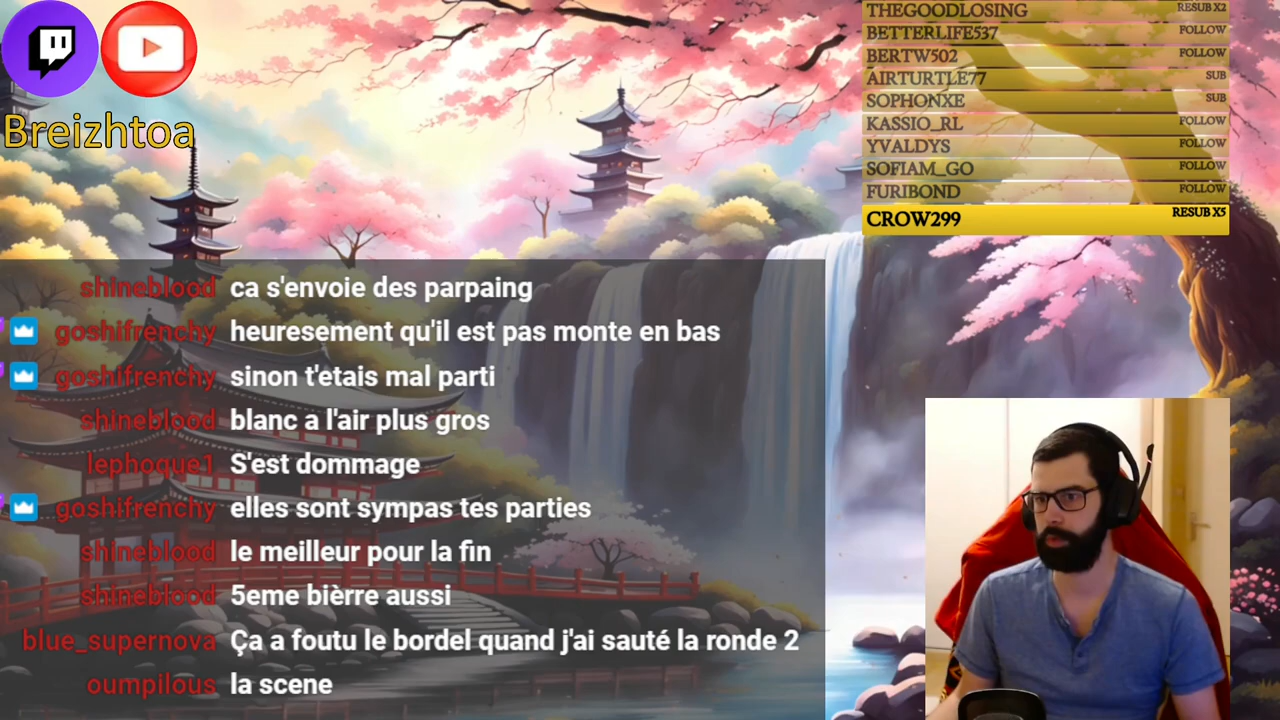 Breizhtoa
THEGOODLOSING RESUB X2
BETTERLIFE537 FOLLOW
BERTW502 FOLLOW
AIRTURTLE77 SUB
SOPHONXE SUB
KASSIO_RL FOLLOW
YVALDYS FOLLOW
SOFIAM_GO FOLLOW
FURIBOND FOLLOW
CROW299 RESUB X5
shineblood ca s'envoie des parpaing
goshifrenchy heuresement qu'il est pas monte en bas
goshifrenchy sinon t'etais mal parti
shineblood blanc a l'air plus gros
lephoque1 S'est dommage
goshifrenchy elles sont sympas tes parties
shineblood le meilleur pour la fin
shineblood 5eme bièrre aussi
blue_supernova Ça a foutu le bordel quand j'ai sauté la ronde 2
oumpilous la scene